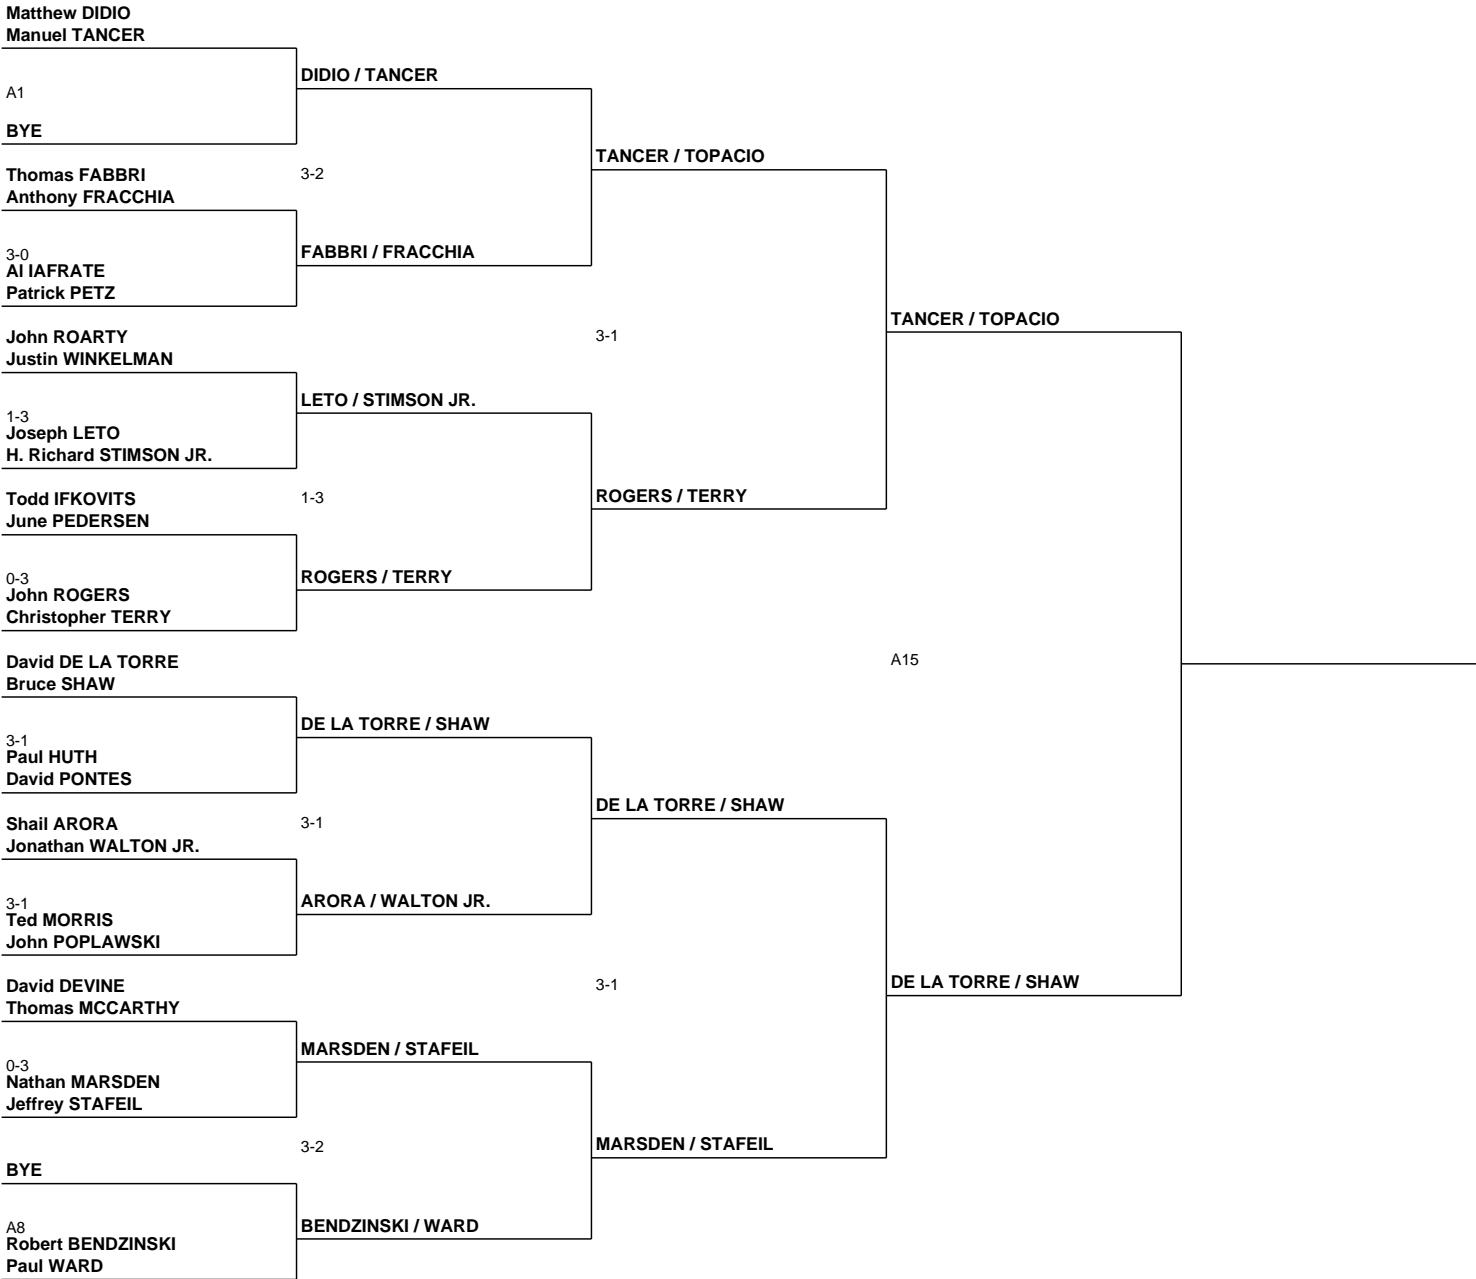 Matthew DIDIO
Manuel TANCER
DIDIO / TANCER
A1
BYE
TANCER / TOPACIO
Thomas FABBRI
3-2
Anthony FRACCHIA
FABBRI / FRACCHIA
3-0
Al IAFRATE
Patrick PETZ
TANCER / TOPACIO
John ROARTY
3-1
Justin WINKELMAN
LETO / STIMSON JR.
1-3
Joseph LETO
H. Richard STIMSON JR.
Todd IFKOVITS
1-3
ROGERS / TERRY
June PEDERSEN
ROGERS / TERRY
0-3
John ROGERS
Christopher TERRY
David DE LA TORRE
A15
Bruce SHAW
DE LA TORRE / SHAW
3-1
Paul HUTH
David PONTES
DE LA TORRE / SHAW
Shail ARORA
3-1
Jonathan WALTON JR.
ARORA / WALTON JR.
3-1
Ted MORRIS
John POPLAWSKI
David DEVINE
3-1
DE LA TORRE / SHAW
Thomas MCCARTHY
MARSDEN / STAFEIL
0-3
Nathan MARSDEN
Jeffrey STAFEIL
3-2
MARSDEN / STAFEIL
BYE
BENDZINSKI / WARD
A8
Robert BENDZINSKI
Paul WARD